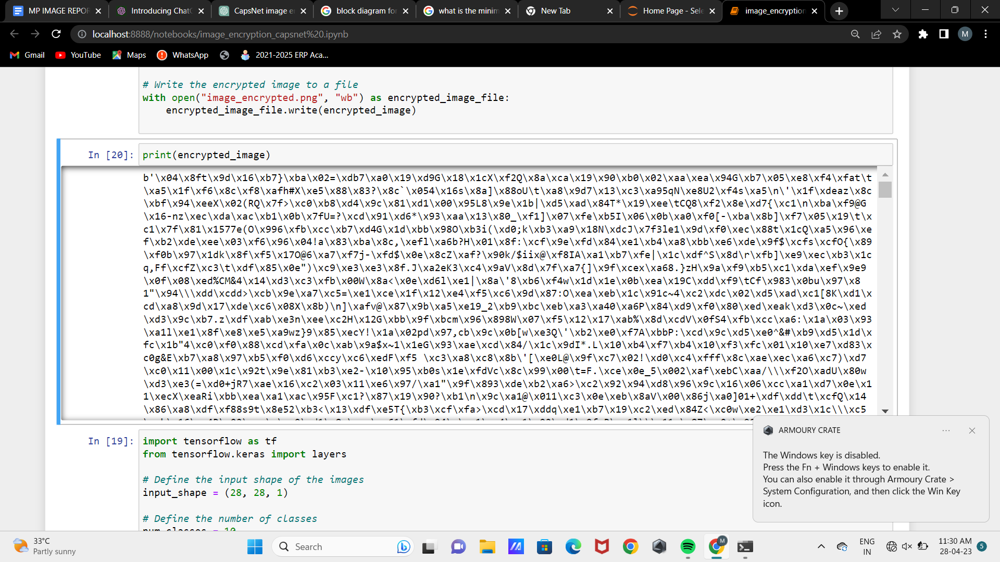 MP IMAGE REPOR
Introducing ChatG
CapsNet image e
block diagram for
what is the minim
New Tab
Home Page - Sele
image_encryption
localhost:8888/notebooks/image_encryption_capsnet%20.ipynb
M
Gmail
YouTube
Maps
WhatsApp
2021-2025 ERP Aca...
# Write the encrypted image to a file
with open("image_encrypted.png", "wb") as encrypted_image_file:
encrypted_image_file.write(encrypted_image)
In [20]:
print(encrypted_image)
b'\x04\x8ft\x9d\x16\xb7}\xba\x02=\xdb7\xa0\x19\xd9G\x18\x1cX\xf2Q\x8a\xca\x19\x90\xb0\x02\xaa\xea\x94G\xb7\x05\xe8\xf4\xfat\t
\xa5\x1f\xf6\x8c\xf8\xafh#X\xe5\x88\x83?\x8c`\x054\x16s\x8a]\x88oU\t\xa8\x9d7\x13\xc3\xa95qN\xe8U2\xf4s\xa5\n\'\x1f\xdeaz\x8c
\xbf\x94\xeeX\x02(RQ\x7f>\xc0\xb8\xd4\x9c\x81\xd1\x00\x95L8\x9e\x1b|\xd5\xad\x84T*\x19\xee\tCQ8\xf2\x8e\xd7{\xc1\n\xba\xf9@G
\x16-nz\xec\xda\xac\xb1\x0b\x7fU=?\xcd\x91\xd6*\x93\xaa\x13\x80_\xf1]\x07\xfe\xb5I\x06\x0b\xa0\xf0[-\xba\x8b]\xf7\x05\x19\t\x
c1\x7f\x81\x1577e(O\x996\xfb\xcc\xb7\xd4G\x1d\xbb\x98O\xb3i(\xd0;k\xb3\xa9\x18N\xdcJ\x7f3le1\x9d\xf0\xec\x88t\x1cQ\xa5\x96\xe
f\xb2\xde\xee\x03\xf6\x96\x04!a\x83\xba\x8c,\xefl\xa6b?H\x01\x8f:\xcf\x9e\xfd\x84\xe1\xb4\xa8\xbb\xe6\xde\x9f$\xcfs\xcfO{\x89
\xf0b\x97\x1dk\x8f\xf5\x17O@6\xa7\xf7j-\xfd$\x0e\x8cZ\xaf?\x90k/$iix@\xf8IA\xa1\xb7\xfe|\x1c\xdf^S\x8d\r\xfb]\xe9\xec\xb3\x1c
q,Ff\xcfZ\xc3\t\xdf\x85\x0e")\xc9\xe3\xe3\x8f.J\xa2eK3\xc4\x9aV\x8d\x7f\xa7{]\x9f\xcex\xa68.}zH\x9a\xf9\xb5\xc1\xda\xef\x9e9
\x0f\x08\xed%CM&4\x14\xd3\xc3\xfb\x00W\x8a<\x0e\xd6l\xe1|\x8a\'8\xb6\xf4w\x1d\x1e\x0b\xea\x19C\xdd\xf9\tCf\x983\x0bu\x97\x8
1"\x94\\\xdd\xcdd>\xcb\x9e\xa7\xc5=\xe1\xce\x1f\x12\xe4\xf5\xc6\x9d\x87:O\xea\xeb\x1c\x91c~4\xc2\xdc\x02\xd5\xad\xc1[8K\xd1\x
cd\xa8\x9d\x17\xde\xc6\x08X\x8b)\n]\xafv@\x87\x9b\xa5\xe19_2\xb9\xbc\xeb\xa3\xa40\xa6P\x84\xd9\xf0\x80\xed\xeak\xd3\x0c~\xed
\xd3\x9c\xb7.z\xdf\xab\xe3n\xee\xc2H\x12G\xbb\x9f\xbcm\x96\x898W\x07\xf5\x12\x17\xab%\x8d\xcdV\x0fS4\xfb\xcc\xa6:\x1a\x03\x93
\xa1l\xe1\x8f\xe8\xe5\xa9wz}9\x85\xecY!\x1a\x02pd\x97,cb\x9c\x0b[w\xe3Q\'\xb2\xe0\xf7A\xbbP:\xcd\x9c\xd5\xe0^&#\xb9\xd5\x1d\x
fc\x1b"4\xc0\xf0\x88\xcd\xfa\x0c\xab\x9a$x~1\x1eG\x93\xae\xcd\x84/\x1c\x9dI*.L\x10\xb4\xf7\xb4\x10\xf3\xfc\x01\x10\xe7\xd83\x
c0g&E\xb7\xa8\x97\xb5\xf0\xd6\xccy\xc6\xedF\xf5 \xc3\xa8\xc8\x8b\'[\xe0L@\x9f\xc7\x02!\xd0\xc4\xfff\x8c\xae\xec\xa6\xc7)\xd7
\xc0\x11\x00\x1c\x92t\x9e\x81\xb3\xe2-\x10\x95\xb0s\x1e\xfdVc\x8c\x99\x00\t=F.\xce\x0e_5\x002\xaf\xebC\xaa/\\\xf2O\xadU\x80w
\xd3\xe3(=\xd0+jR7\xae\x16\xc2\x03\x11\xe6\x97/\xa1"\x9f\x893\xde\xb2\xa6>\xc2\x92\x94\xd8\x96\x9c\x16\x06\xcc\xa1\xd7\x0e\x1
1\xecX\xeaRi\xbb\xea\xa1\xac\x95F\xc1?\x87\x19\x90?\xb1\n\x9c\xa1@\x011\xc3\x0e\xeb\x8aV\x00\x86j\xa0]01+\xdf\xdd\t\xcfQ\x14
\x86\xa8\xdf\xf88s9t\x8e52\xb3<\x13\xdf\xe5T{\xb3\xcf\xfa>\xcd\x17\xddq\xe1\xb7\x19\xc2\xed\x84Z<\xc0w\xe2\xe1\xd3\x1c\\\xc5
In [19]:
import tensorflow as tf
from tensorflow.keras import layers
# Define the input shape of the images
input_shape = (28, 28, 1)
# Define the number of classes
num_classes = 10
ARMOURY CRATE
The Windows key is disabled.
Press the Fn + Windows keys to enable it.
You can also enable it through Armoury Crate >
System Configuration, and then click the Win Key
icon.
33°C
Partly sunny
Search
M
ENG
IN
11:30 AM
28-04-23
5